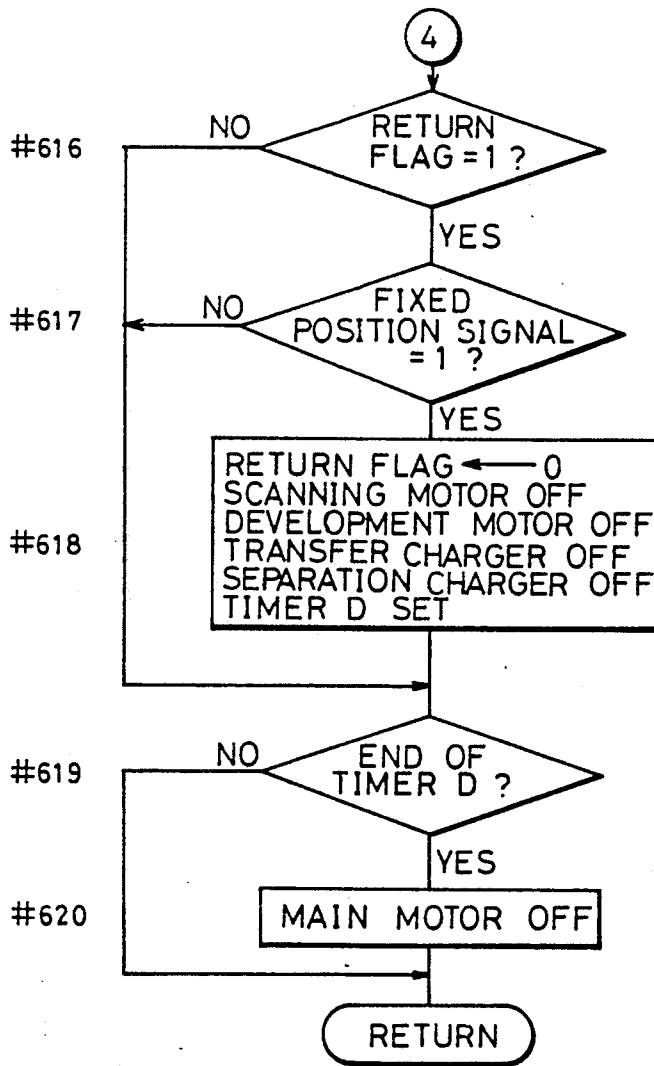 4
#616
NO
RETURN
FLAG = 1 ?
YES
#617
NO
FIXED
POSITION SIGNAL
= 1 ?
YES
#618
RETURN FLAG ← 0
SCANNING MOTOR OFF
DEVELOPMENT MOTOR OFF
TRANSFER CHARGER OFF
SEPARATION CHARGER OFF
TIMER D SET
#619
NO
END OF
TIMER D ?
YES
#620
MAIN MOTOR OFF
RETURN